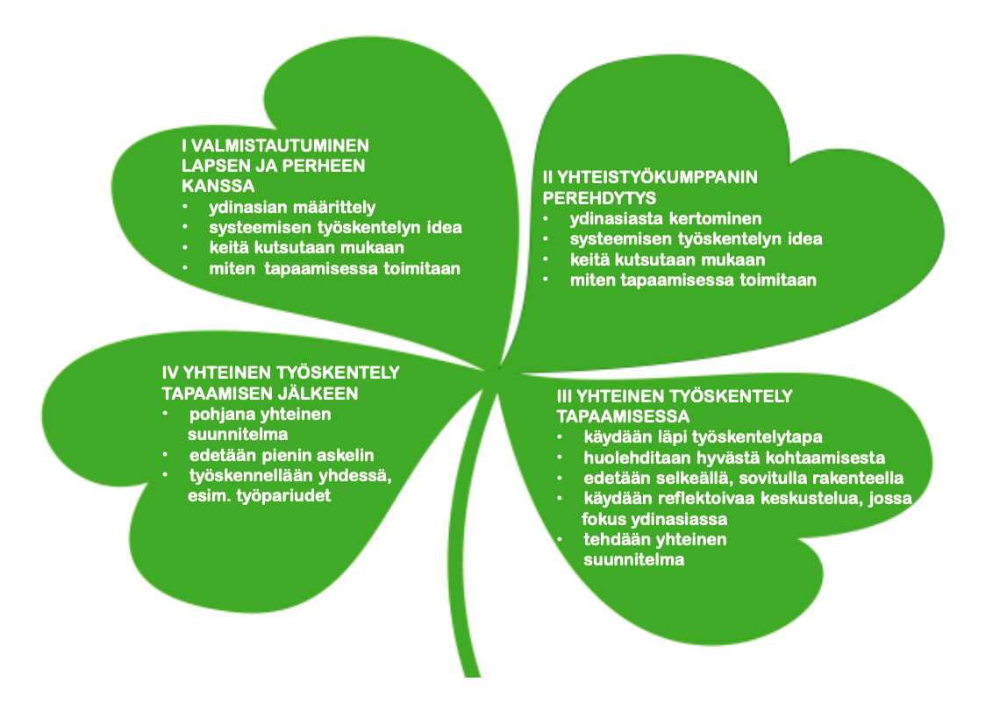 I VALMISTAUTUMINEN
LAPSEN JA PERHEEN
KANSSA
• ydinasian määrittely
• systeemisen työskentelyn idea
• keitä kutsutaan mukaan
• miten tapaamisessa toimitaan
II YHTEISTYÖKUMPPANIN
PEREHDYTYS
• ydinasiasta kertominen
• systeemisen työskentelyn idea
• keitä kutsutaan mukaan
• miten tapaamisessa toimitaan
III YHTEINEN TYÖSKENTELY
TAPAAMISESSA
• käydään läpi työskentelytapa
• huolehditaan hyvästä kohtaamisesta
• edetään selkeällä, sovitulla rakenteella
• käydään reflektoivaa keskustelua, jossa
fokus ydinasiassa
• tehdään yhteinen
suunnitelma
IV YHTEINEN TYÖSKENTELY
TAPAAMISEN JÄLKEEN
• pohjana yhteinen
suunnitelma
• edetään pienin askelin
• työskennellään yhdessä,
esim. työpariudet